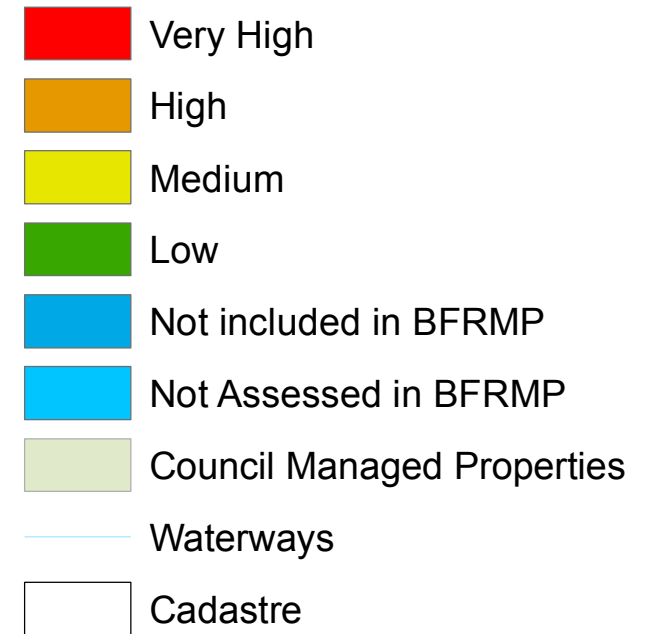 Very High
High
Medium
Low
Not included in BFRMP
Not Assessed in BFRMP
Council Managed Properties
Waterways
Cadastre